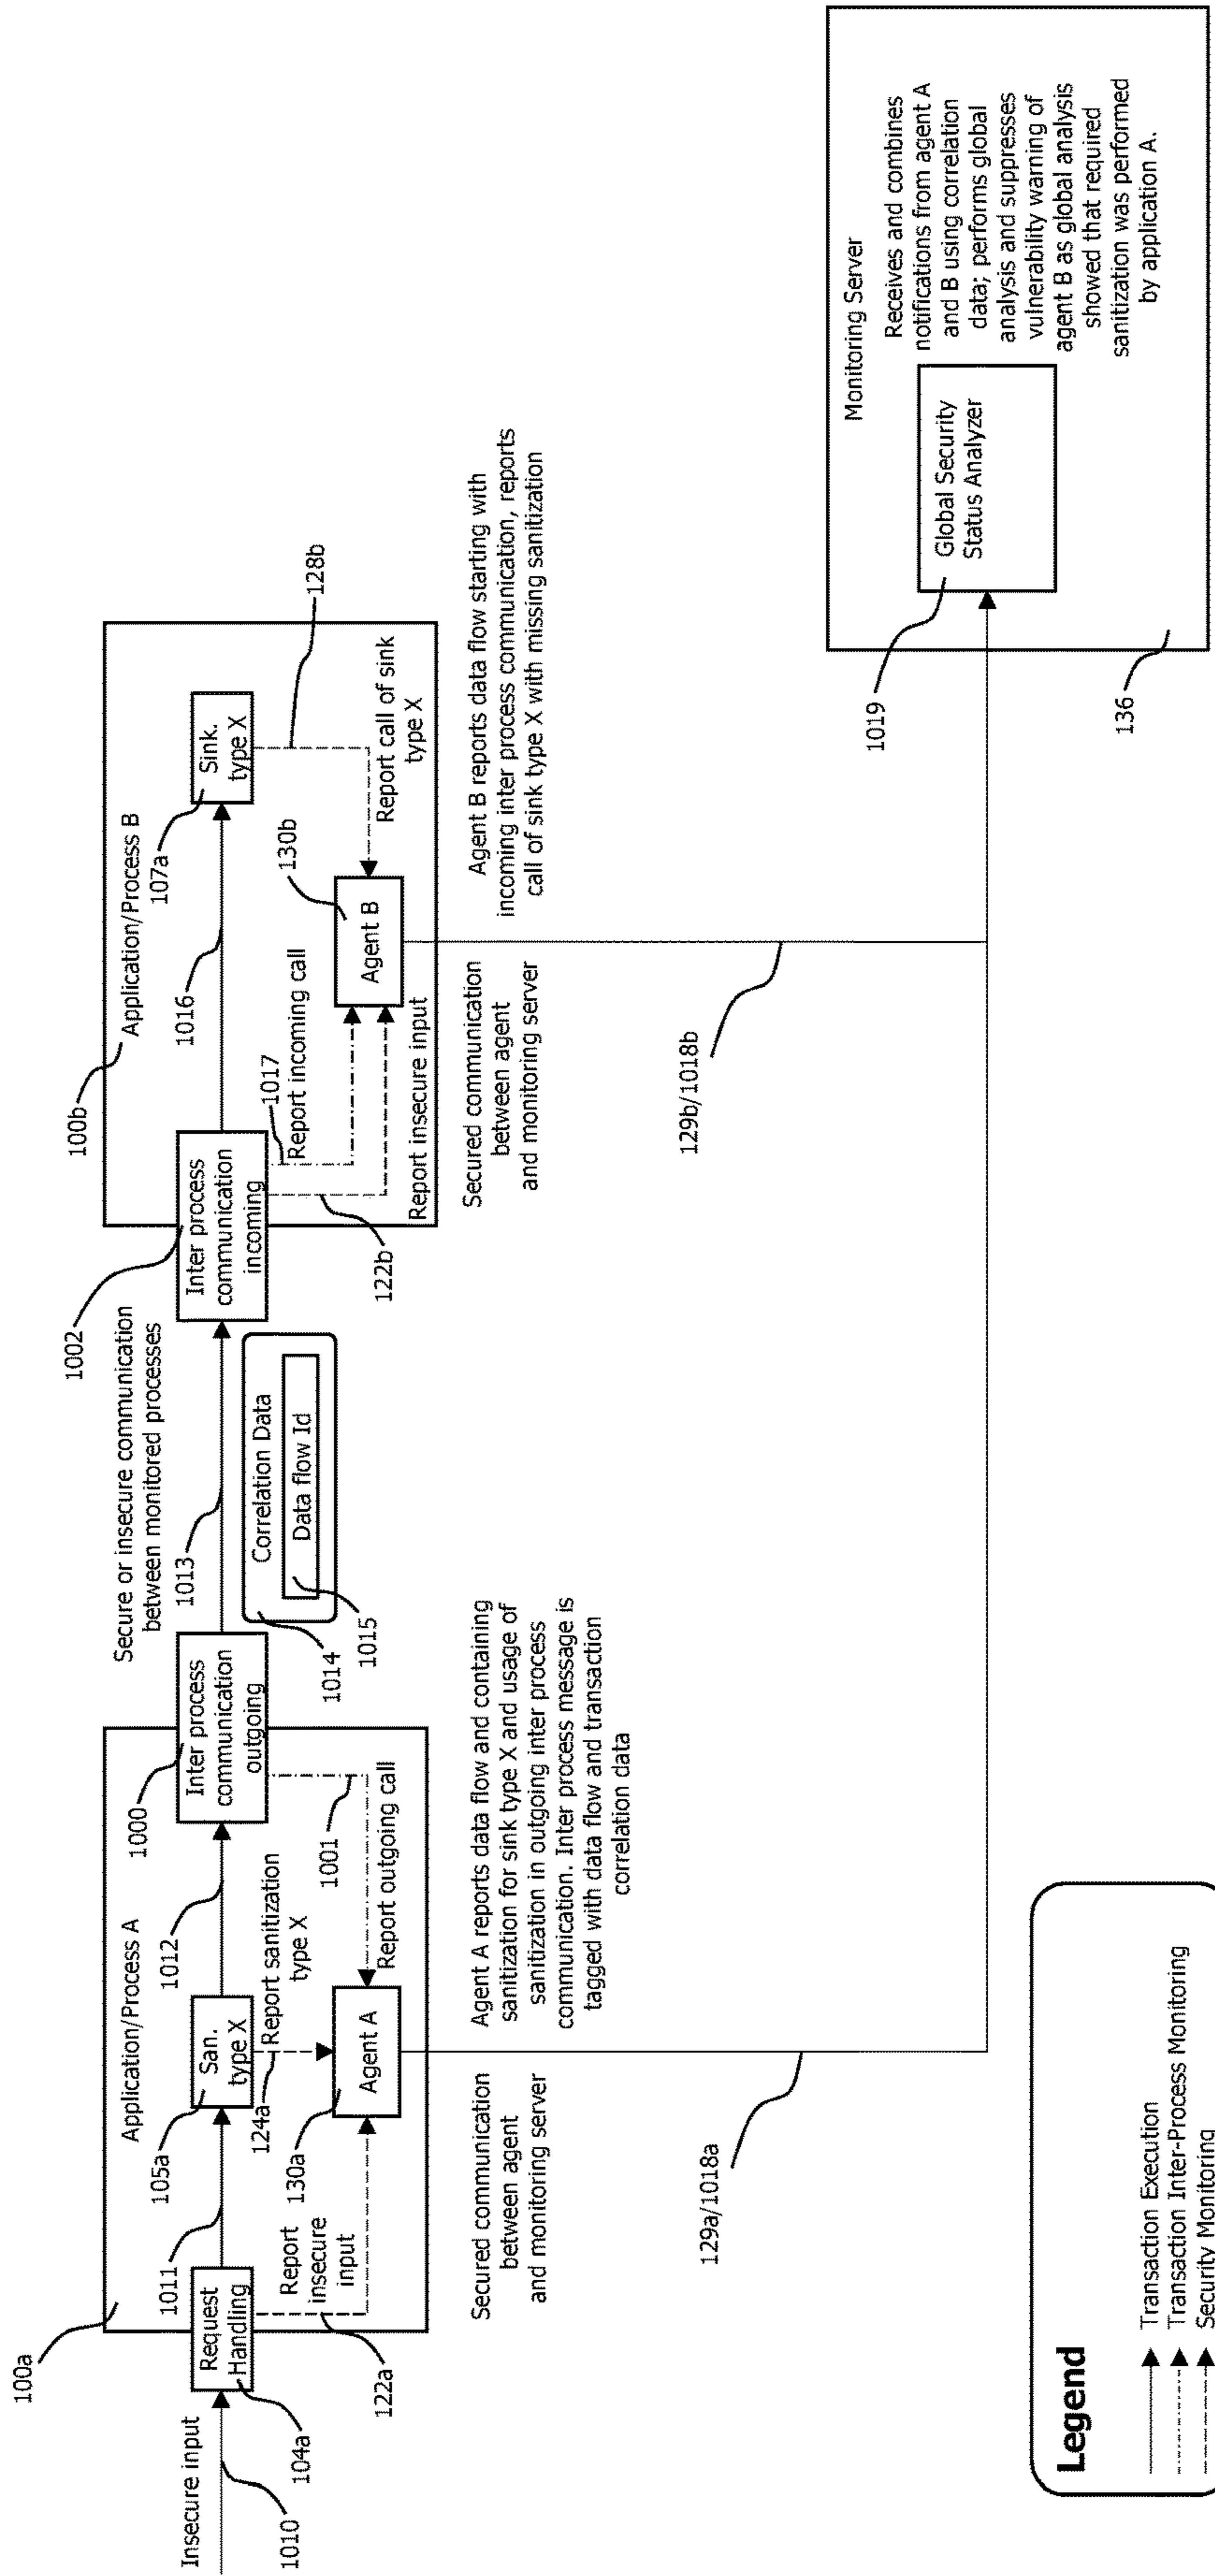 Insecure input
1010
100a
Application/Process A
Request
Handling
104a
1011
San.
type X
105a
1012
Inter process
communication
outgoing
1000
122a
Report
insecure
input
124a
Report sanitization
type X
Agent A
130a
1001
Report outgoing call
Secure or insecure communication
between monitored processes
1013
Correlation Data
Data flow Id
1014
1015
100b
Application/Process B
Inter process
communication
incoming
1002
1016
Sink.
type X
107a
1017
Report incoming call
122b
Report insecure input
Agent B
130b
128b
Report call of sink
type X
Secured communication
between agent
and monitoring server
Agent A reports data flow and containing
sanitization for sink type X and usage of
sanitization in outgoing inter process
communication. Inter process message is
tagged with data flow and transaction
correlation data
129a/1018a
Secured communication
between agent
and monitoring server
Agent B reports data flow starting with
incoming inter process communication, reports
call of sink type X with missing sanitization
129b/1018b
Monitoring Server
Global Security
Status Analyzer
1019
136
Receives and combines
notifications from agent A
and B using correlation
data; performs global
analysis and suppresses
vulnerability warning of
agent B as global analysis
showed that required
sanitization was performed
by application A.
Legend
Transaction Execution
Transaction Inter-Process Monitoring
Security Monitoring